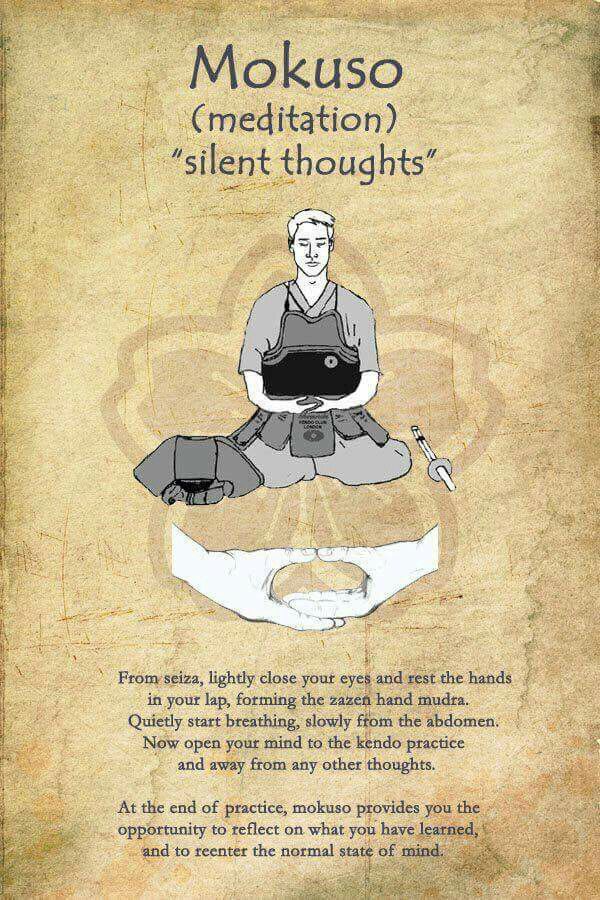 Mokuso
(meditation)
"silent thoughts"
KENDO CLUB
LONDON
From seiza, lightly close your eyes and rest the hands
in your lap, forming the zazen hand mudra.
Quietly start breathing, slowly from the abdomen.
Now open your mind to the kendo practice
and away from any other thoughts.
At the end of practice, mokuso provides you the
opportunity to reflect on what you have learned,
and to reenter the normal state of mind.